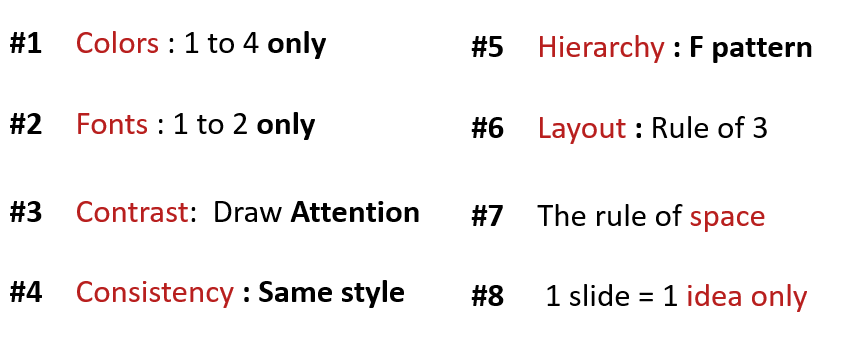 #1 Colors : 1 to 4 only
#2 Fonts : 1 to 2 only
#3 Contrast: Draw Attention
#4 Consistency : Same style
#5 Hierarchy : F pattern
#6 Layout : Rule of 3
#7 The rule of space
#8 1 slide = 1 idea only